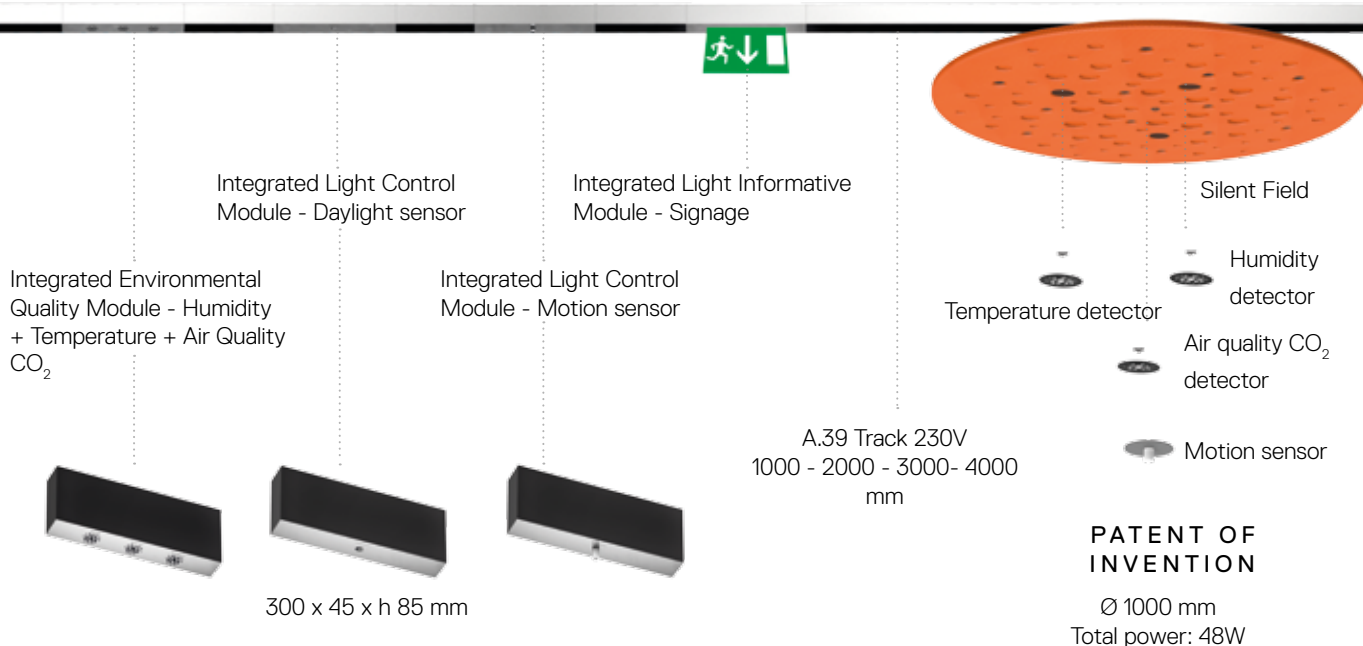 Integrated Environmental
Quality Module - Humidity
+ Temperature + Air Quality
CO₂
Integrated Light Control
Module - Daylight sensor
300 x 45 x h 85 mm
Integrated Light Control
Module - Motion sensor
Integrated Light Informative
Module - Signage
A.39 Track 230V
1000 - 2000 - 3000- 4000
mm
Silent Field
Temperature detector
Humidity
detector
Air quality CO₂
detector
Motion sensor
PATENT OF
INVENTION
Ø 1000 mm
Total power: 48W